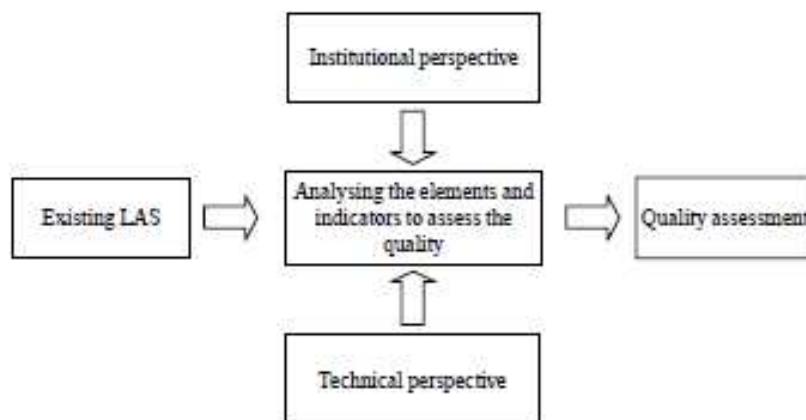 Institutional perspective
Existing LAS
Analysing the elements and
indicators to assess the
quality
Quality assessment
Technical perspective